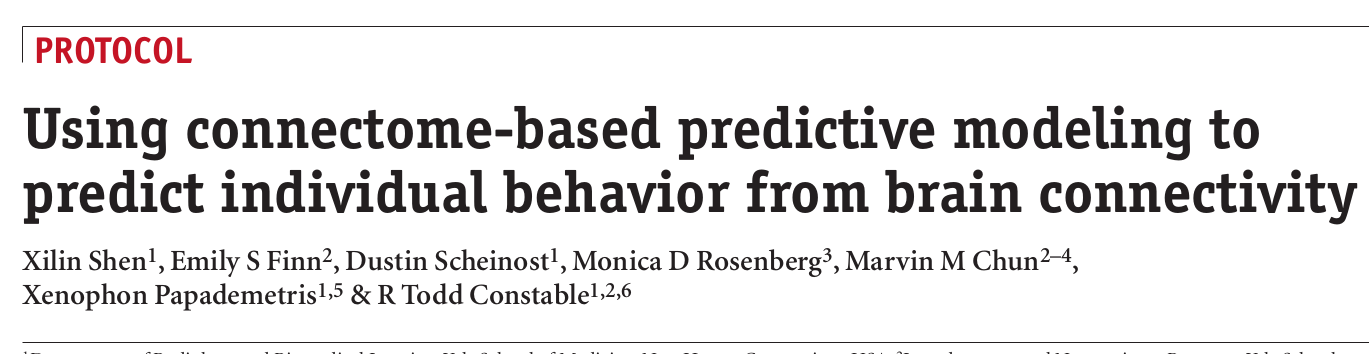 PROTOCOL
Using connectome-based predictive modeling to
predict individual behavior from brain connectivity
Xilin Shen1, Emily S Finn2, Dustin Scheinost1, Monica D Rosenberg3, Marvin M Chun2–4,
Xenophon Papademetris1,5 & R Todd Constable1,2,6